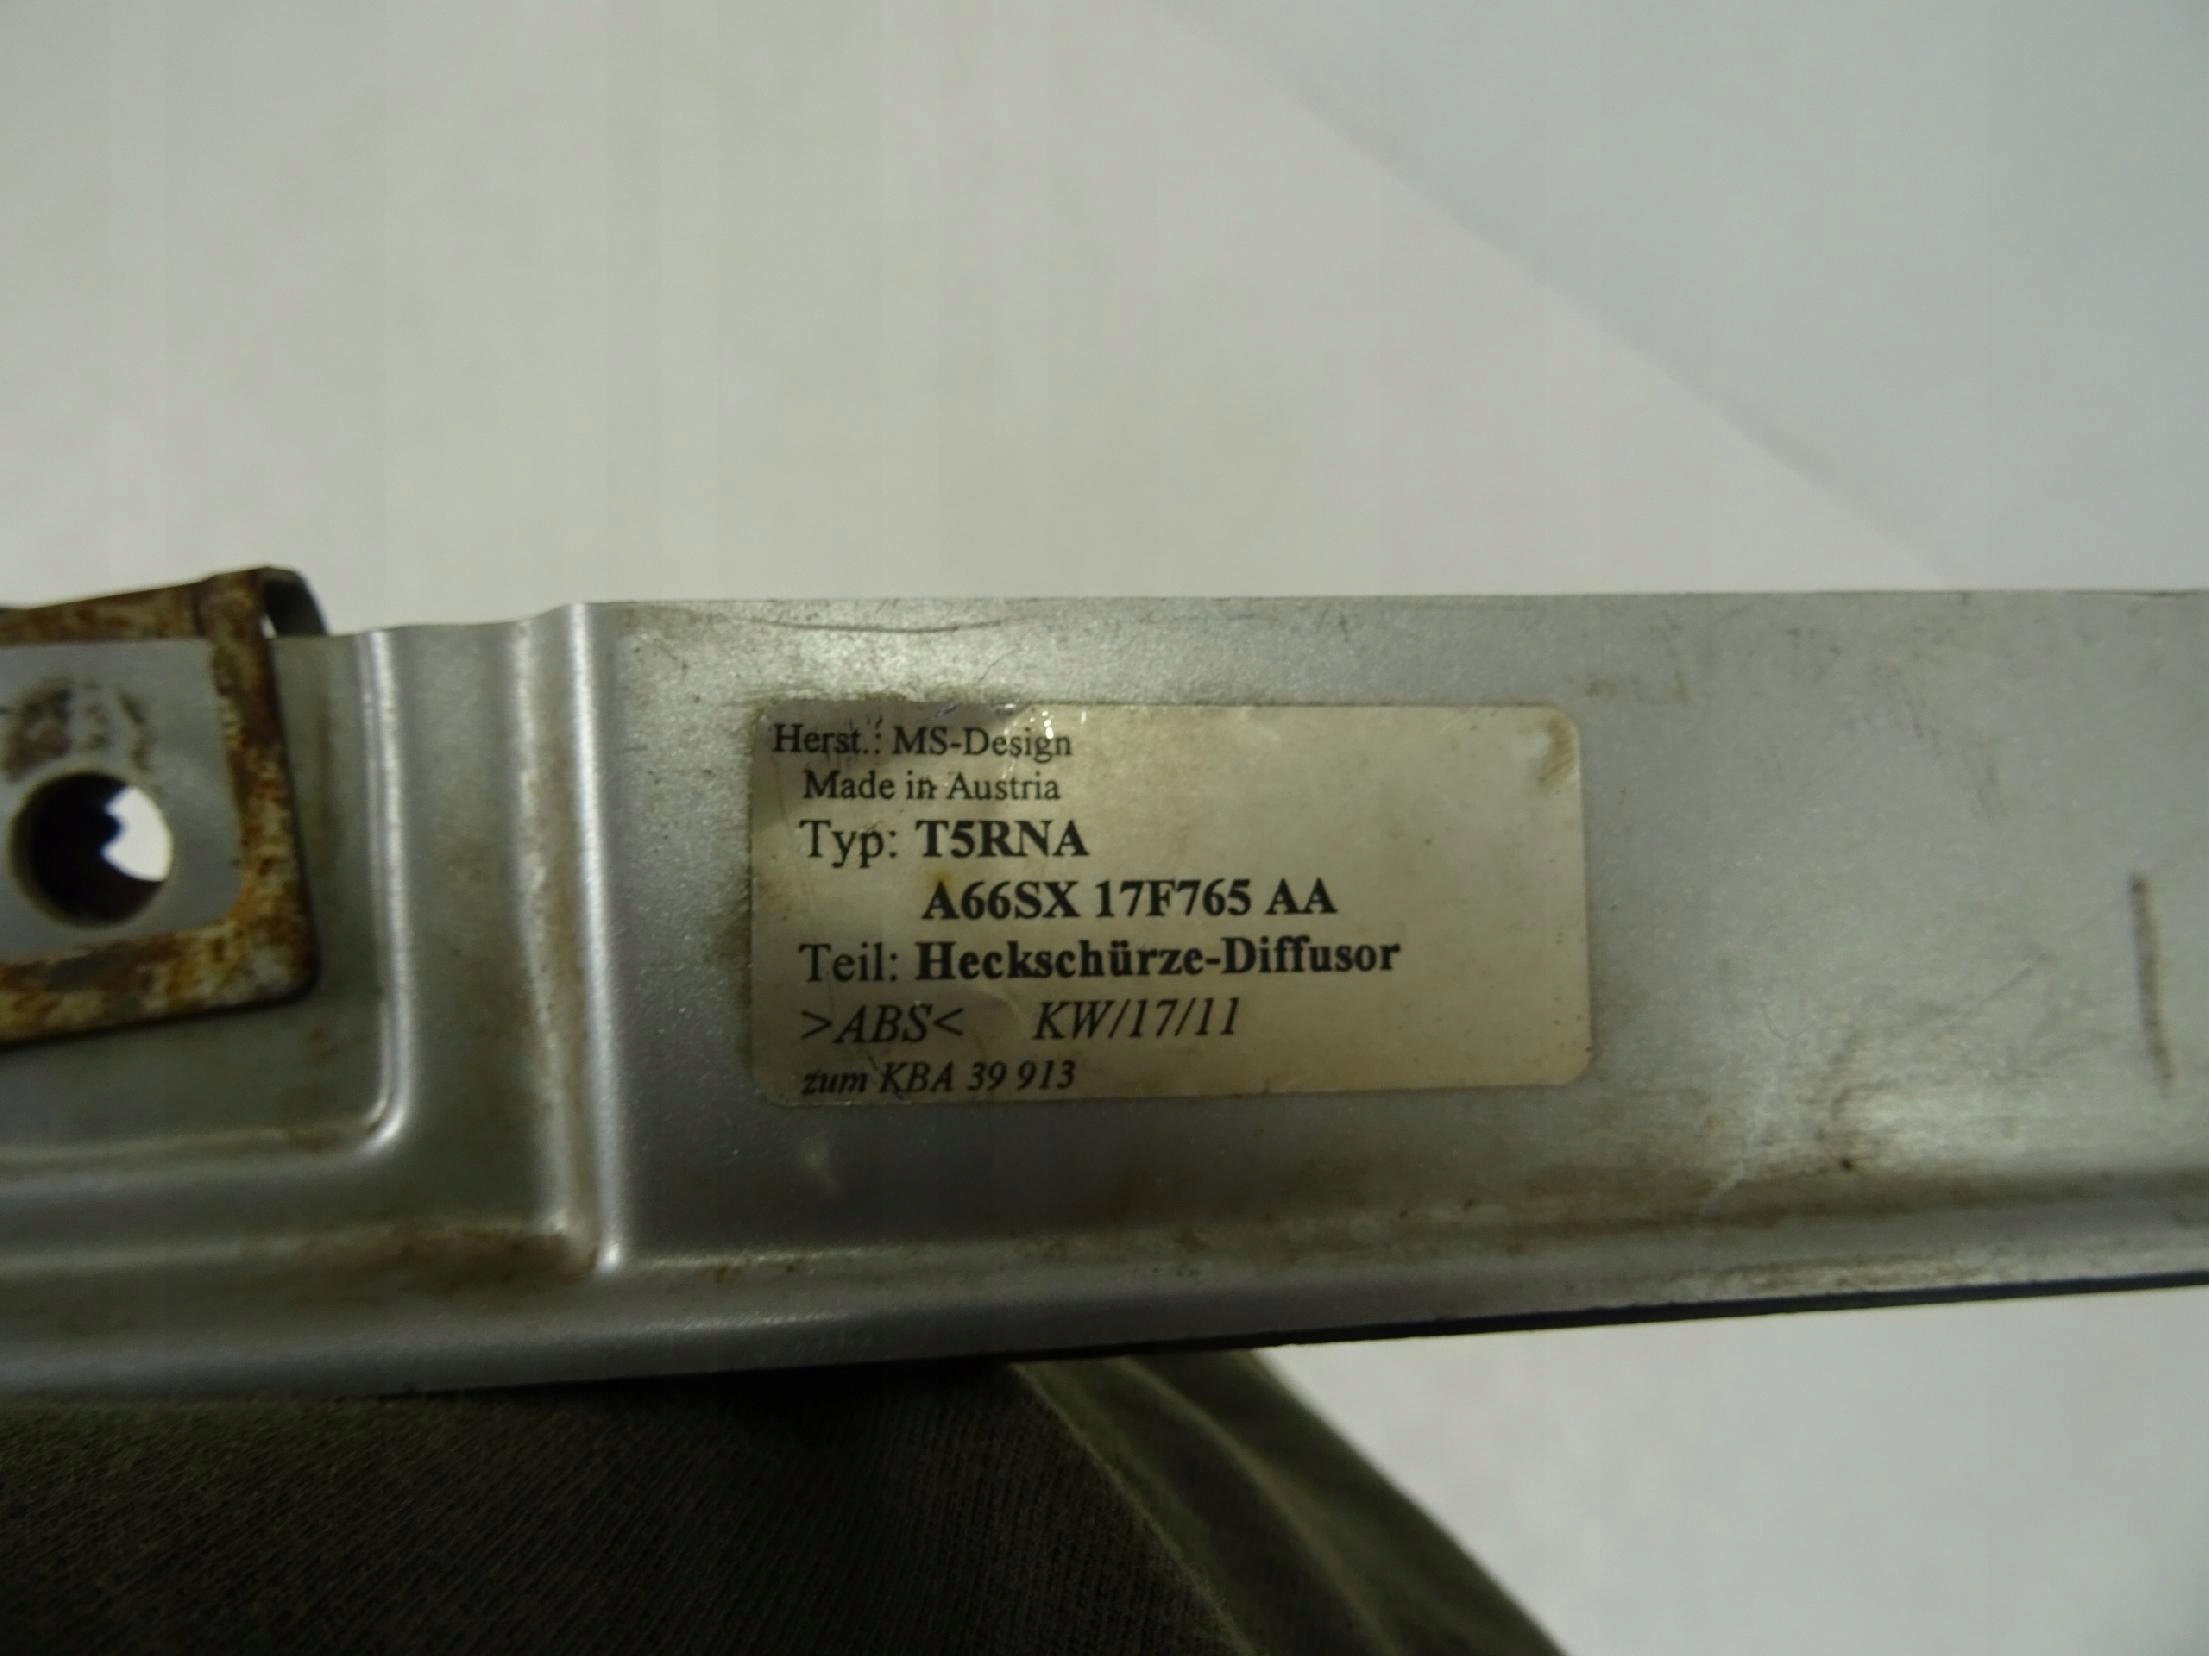 Herst.: MS-Design
Made in Austria
Typ: T5RNA
A66SX 17F765 AA
Teil: Heckschürze-Diffusor
>ABS< KW/17/11
zum KBA 39 913